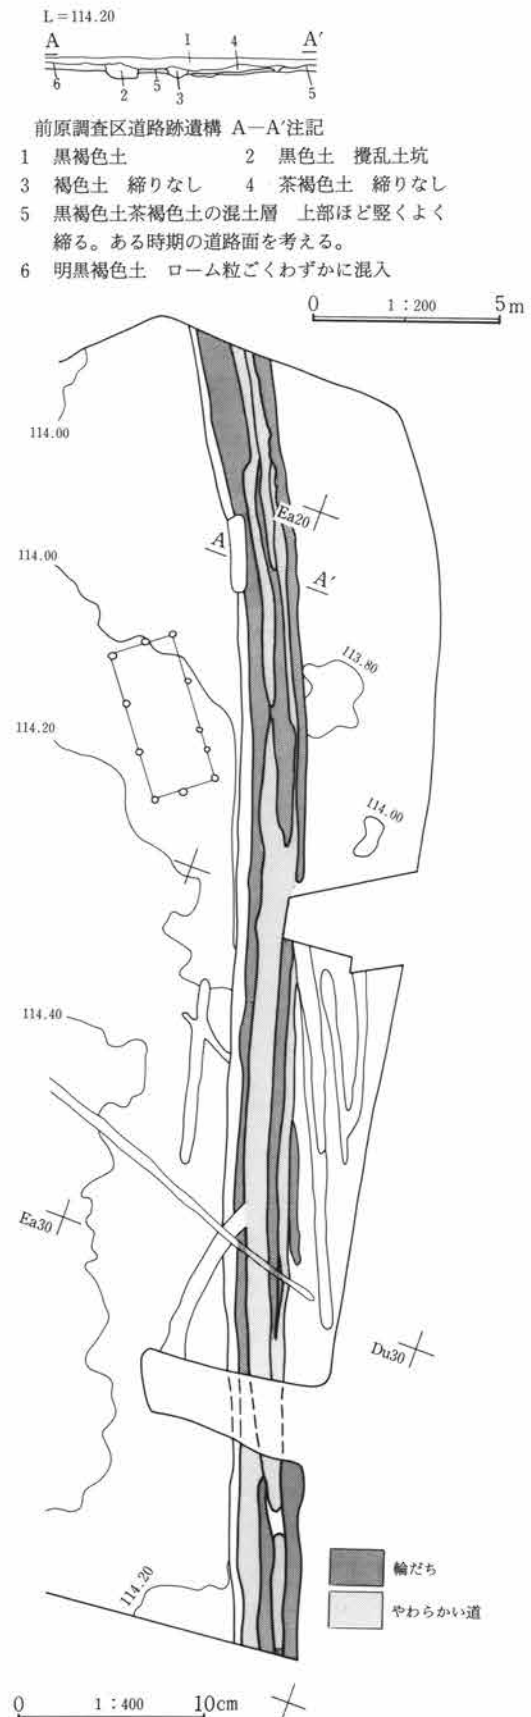 L=114.20
A 1 4 A′
6 2 5 3 5
前原調査区道路跡遺構 A—A′注記
1 黒褐色土 2 黒色土 攪乱土坑
3 褐色土 締りなし 4 茶褐色土 締りなし
5 黒褐色土茶褐色土の混土層 上部ほど竪くよく
締る。ある時期の道路面を考える。
6 明黒褐色土 ローム粒ごくわずかに混入
0 1:200 5m
114.00
Ea20
A
114.00
A′
113.80
114.20
114.00
114.40
Ea30
Du30
輪だち
114.20
やわらかい道
0 1:400 10cm